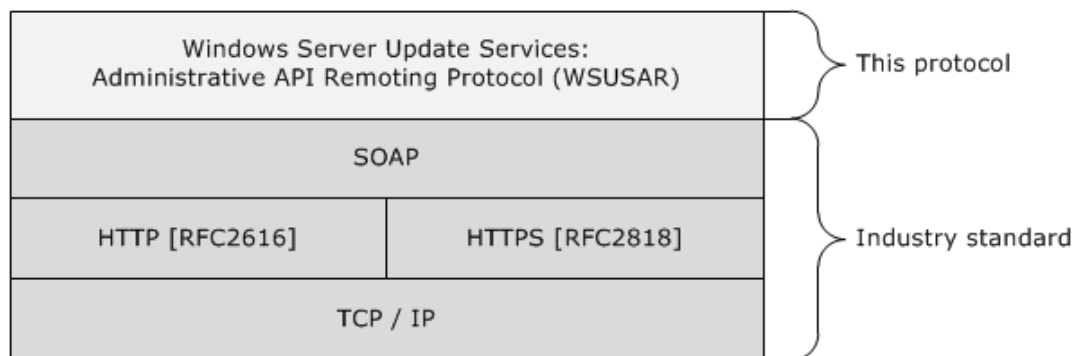 Windows Server Update Services:
Administrative API Remoting Protocol (WSUSAR)
This protocol
SOAP
HTTP [RFC2616]
HTTPS [RFC2818]
Industry standard
TCP / IP